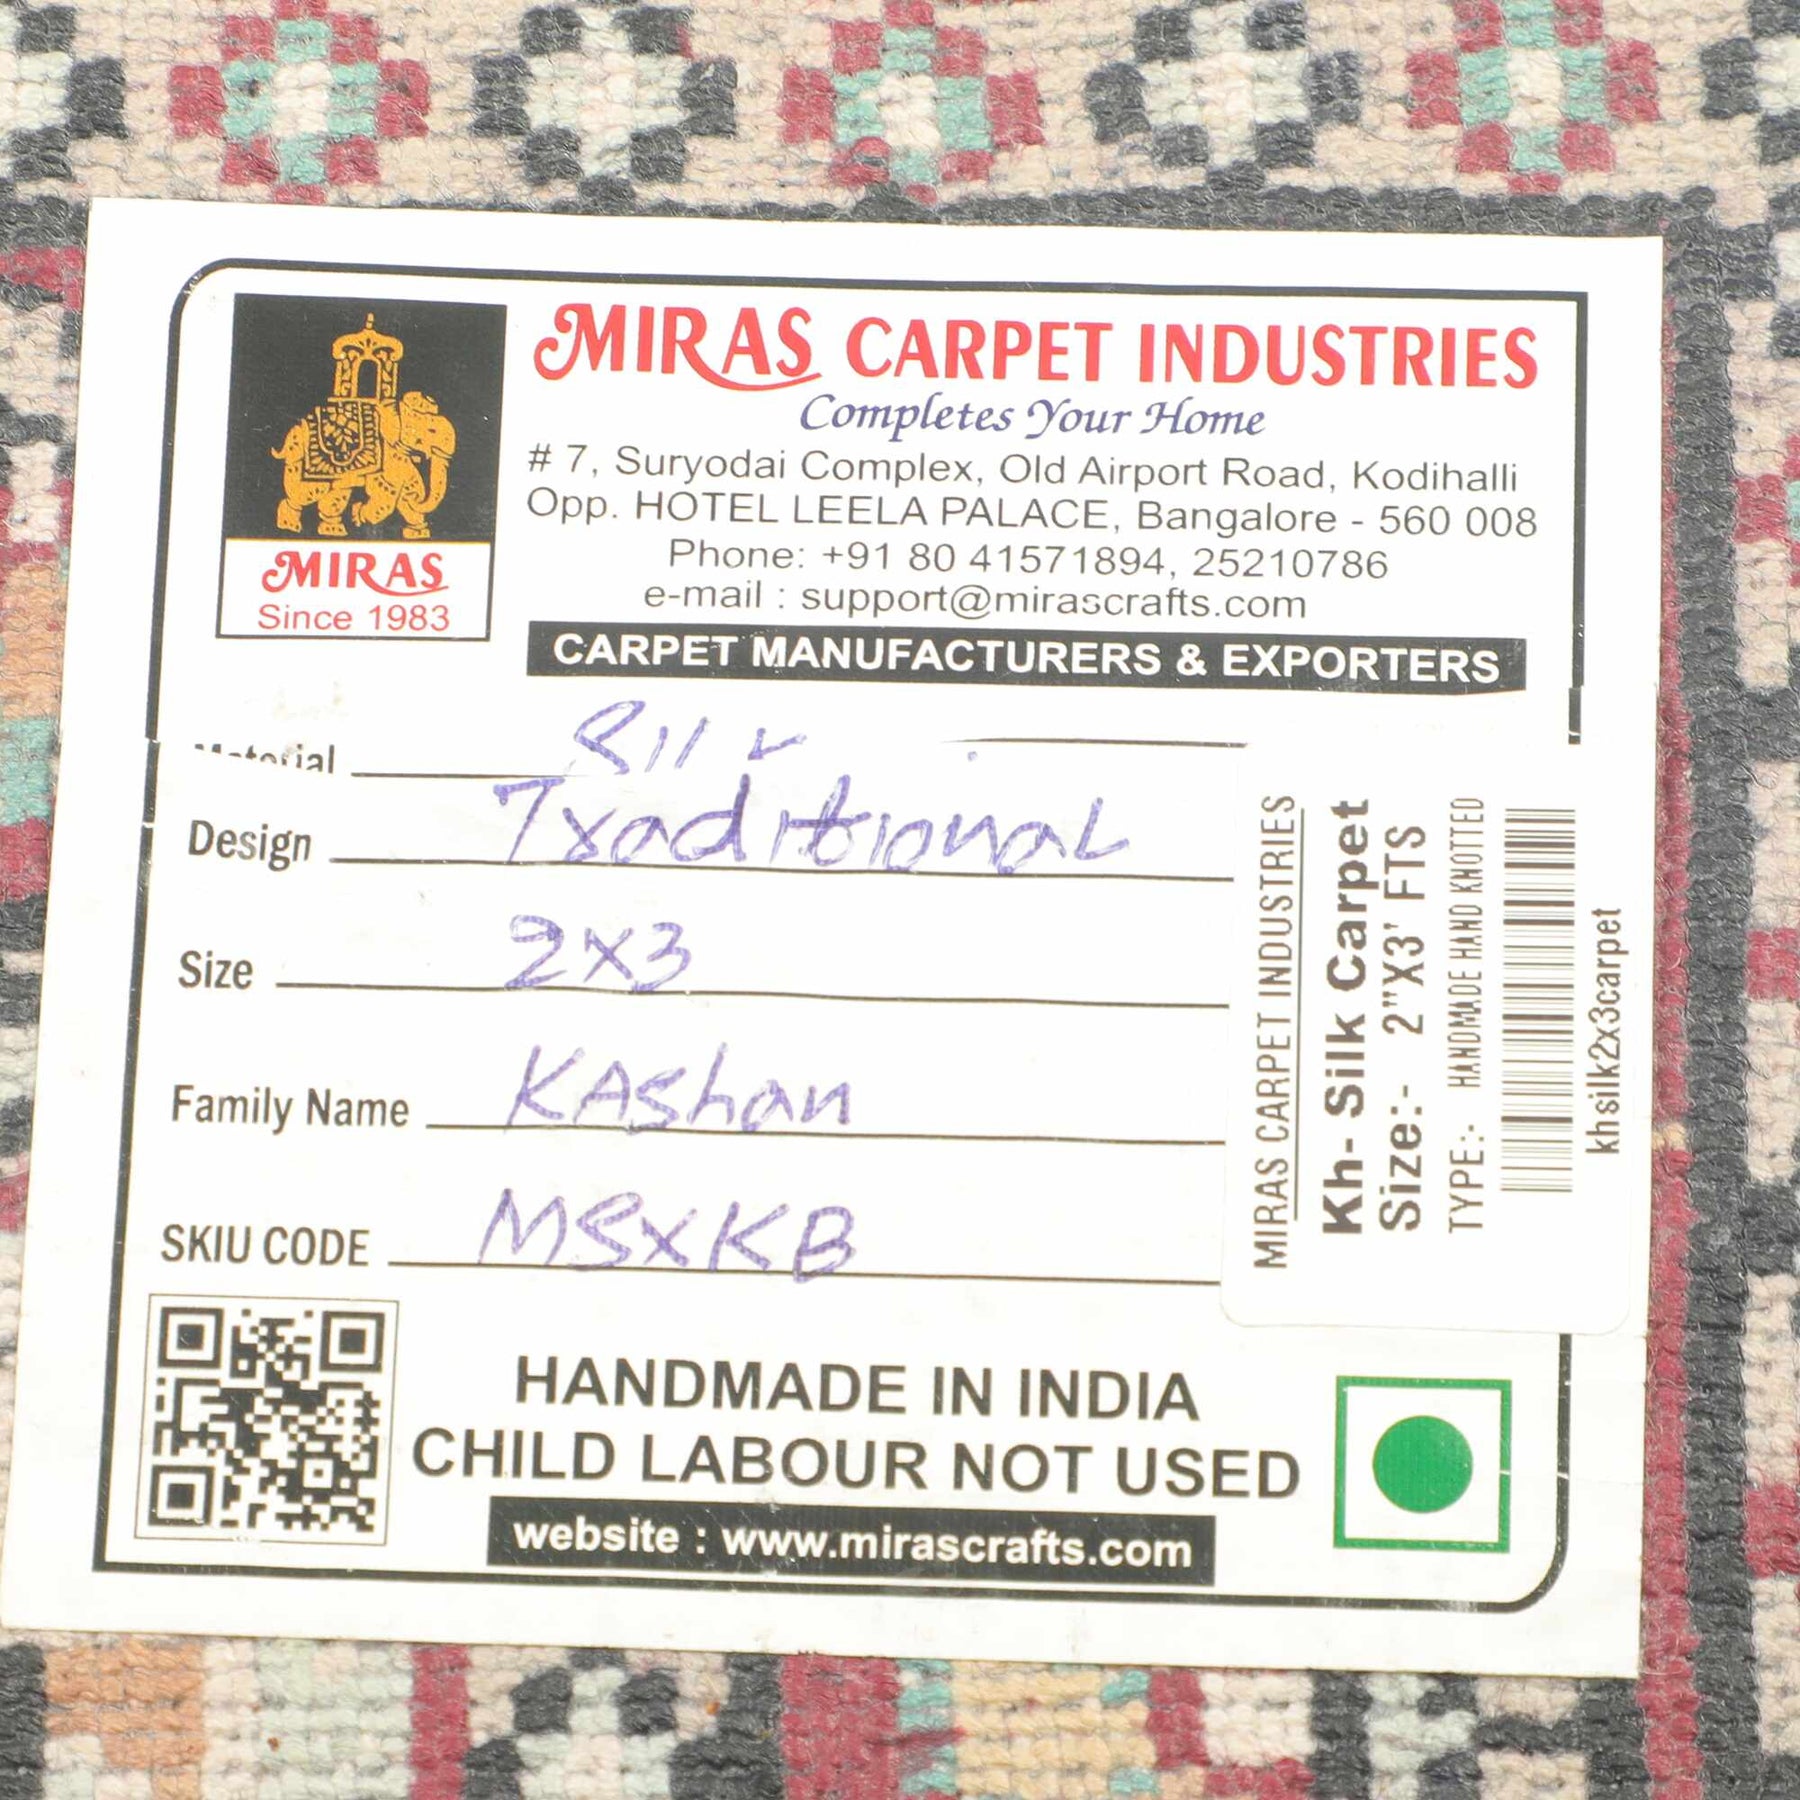 MIRAS CARPET INDUSTRIES
Completes Your Home
# 7, Suryodai Complex, Old Airport Road, Kodihalli
Opp. HOTEL LEELA PALACE, Bangalore - 560 008
Phone: +91 80 41571894, 25210786
e-mail : support@mirascrafts.com
CARPET MANUFACTURERS & EXPORTERS
MIRAS
Since 1983
Material Silk
Design Traditional
Size 2x3
Family Name KAshan
SKIU CODE MSXKB
HANDMADE IN INDIA
CHILD LABOUR NOT USED
website : www.mirascrafts.com
MIRAS CARPET INDUSTRIES
Kh- Silk Carpet
Size:- 2"X3' FTS
TYPE:- HANDMADE HAND KNOTTED
khsilk2x3carpet